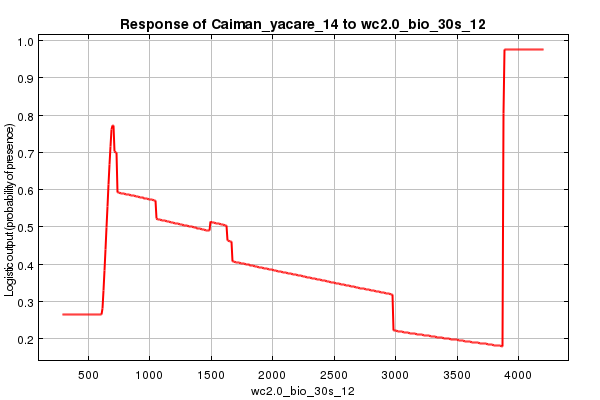 Response of Caiman_yacare_14 to wc2.0_bio_30s_12
Logistic output (probability of presence)
1.0
0.9
0.8
0.7
0.6
0.5
0.4
0.3
0.2
500 1000 1500 2000 2500 3000 3500 4000
wc2.0_bio_30s_12